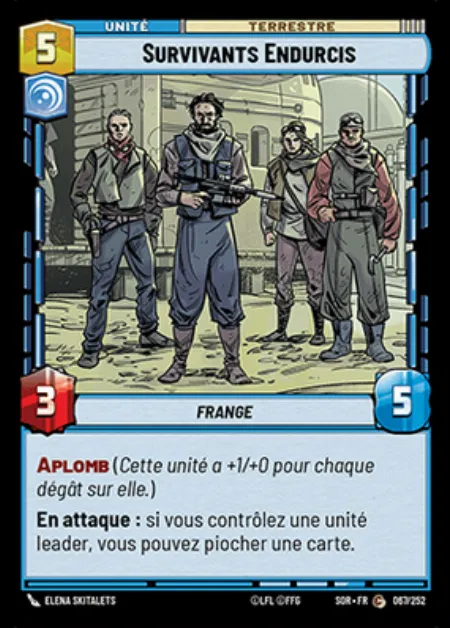 5
UNITÉ
TERRESTRE
SURVIVANTS ENDURCIS
3
FRANGE
5
APLOMB (Cette unité a +1/+0 pour chaque
dégât sur elle.)
En attaque : si vous contrôlez une unité
leader, vous pouvez piocher une carte.
ELENA SKITALETS
©LFL ©FFG
SOR • FR C 067/252